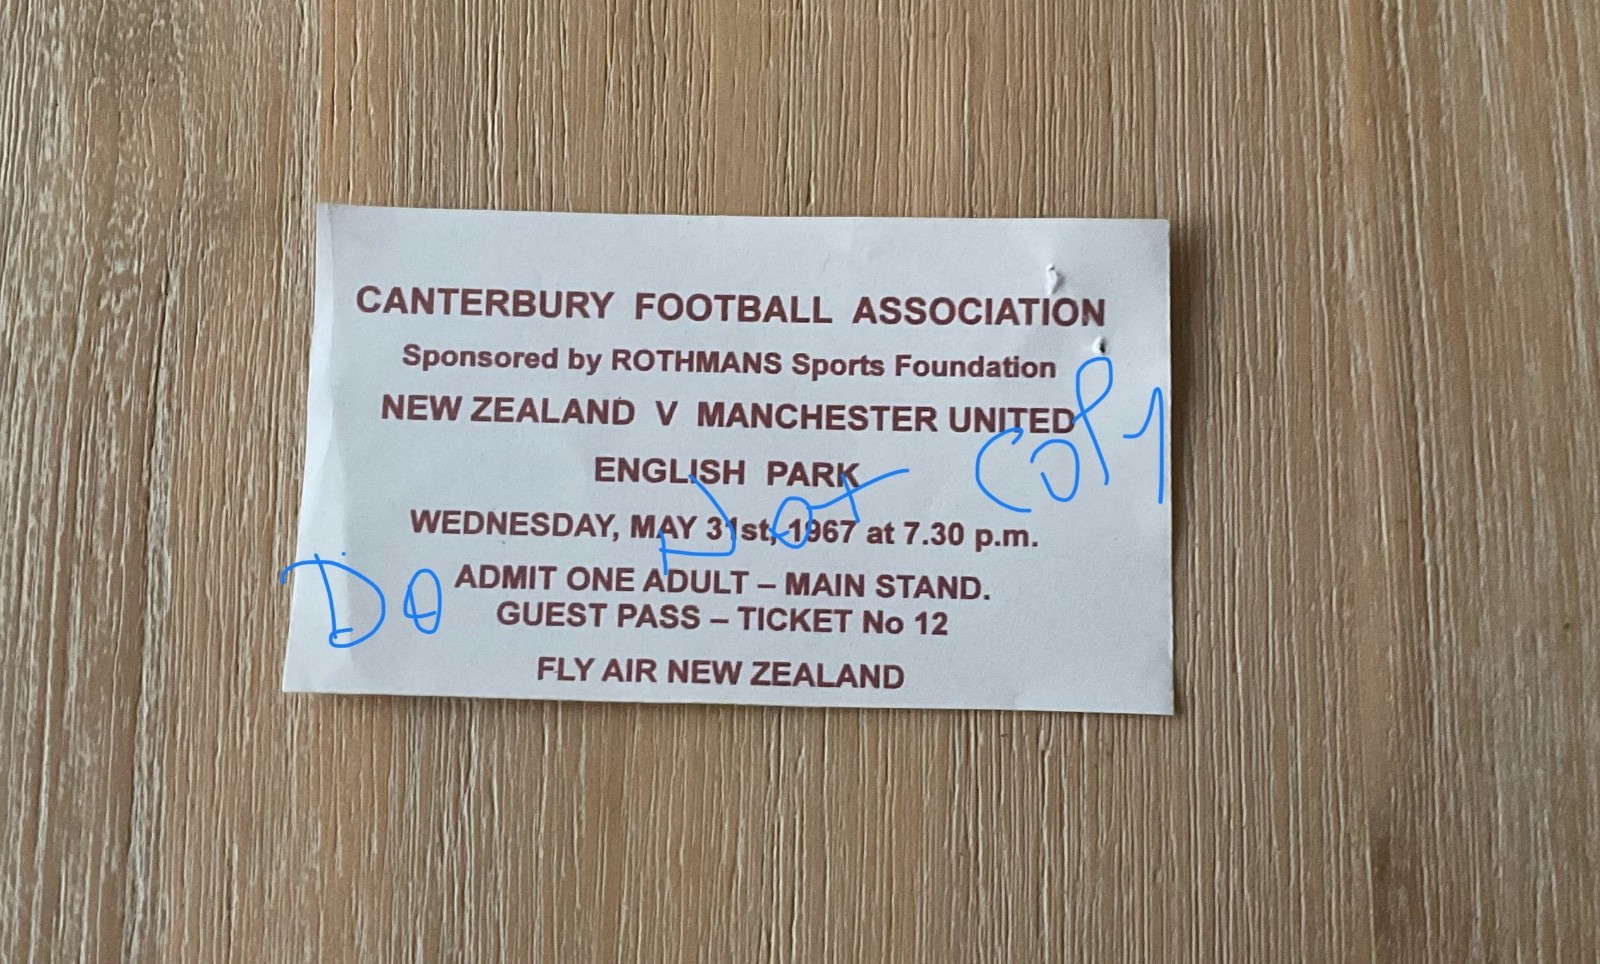 CANTERBURY FOOTBALL ASSOCIATION
Sponsored by ROTHMANS Sports Foundation
NEW ZEALAND V MANCHESTER UNITED
ENGLISH PARK
WEDNESDAY, MAY 31st, 1967 at 7.30 p.m.
ADMIT ONE ADULT – MAIN STAND.
GUEST PASS – TICKET No 12
FLY AIR NEW ZEALAND
Do Not COPY